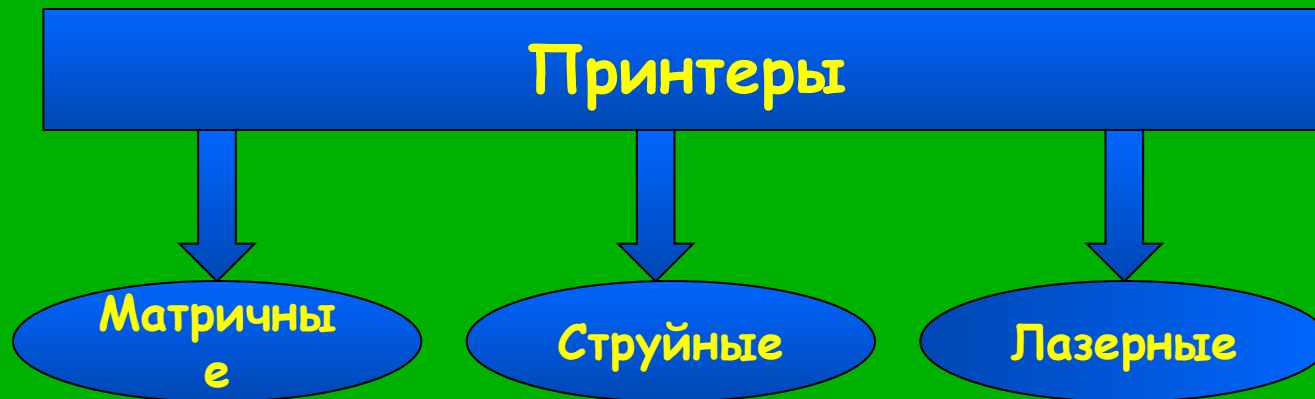 Принтеры
Матричны
е
Струйные
Лазерные